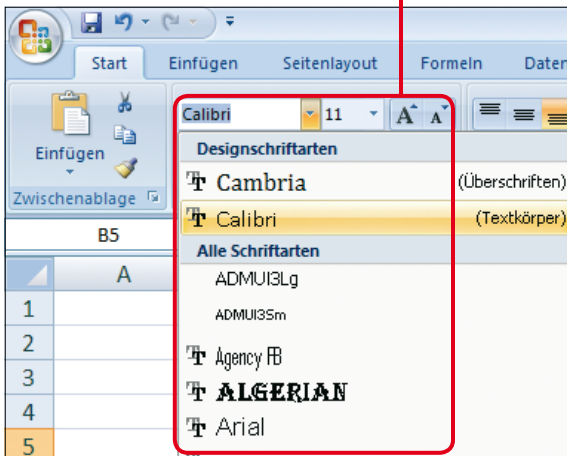 Start Einfügen Seitenlayout Formeln Daten
Calibri 11 A A
Einfügen
Zwischenablage
Designschriftarten
Cambria (Überschriften)
Calibri (Textkörper)
Alle Schriftarten
ADMUI3Lg
ADMUI3Sm
Agency FB
ALGERIAN
Arial
B5
A
1
2
3
4
5